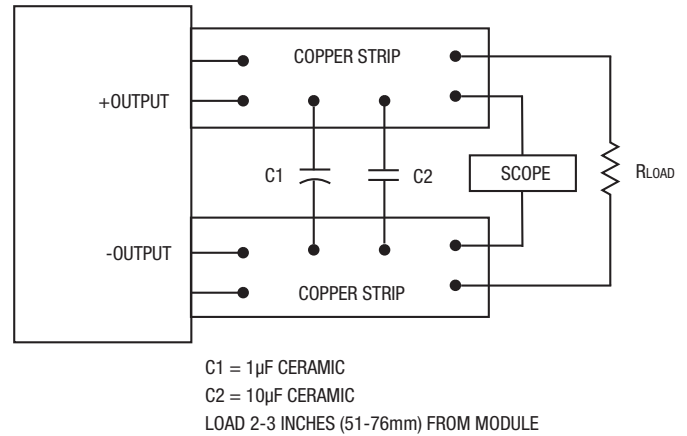 COPPER STRIP
+OUTPUT
C1
C2
SCOPE
RLOAD
-OUTPUT
COPPER STRIP
C1 = 1µF CERAMIC
C2 = 10µF CERAMIC
LOAD 2-3 INCHES (51-76mm) FROM MODULE